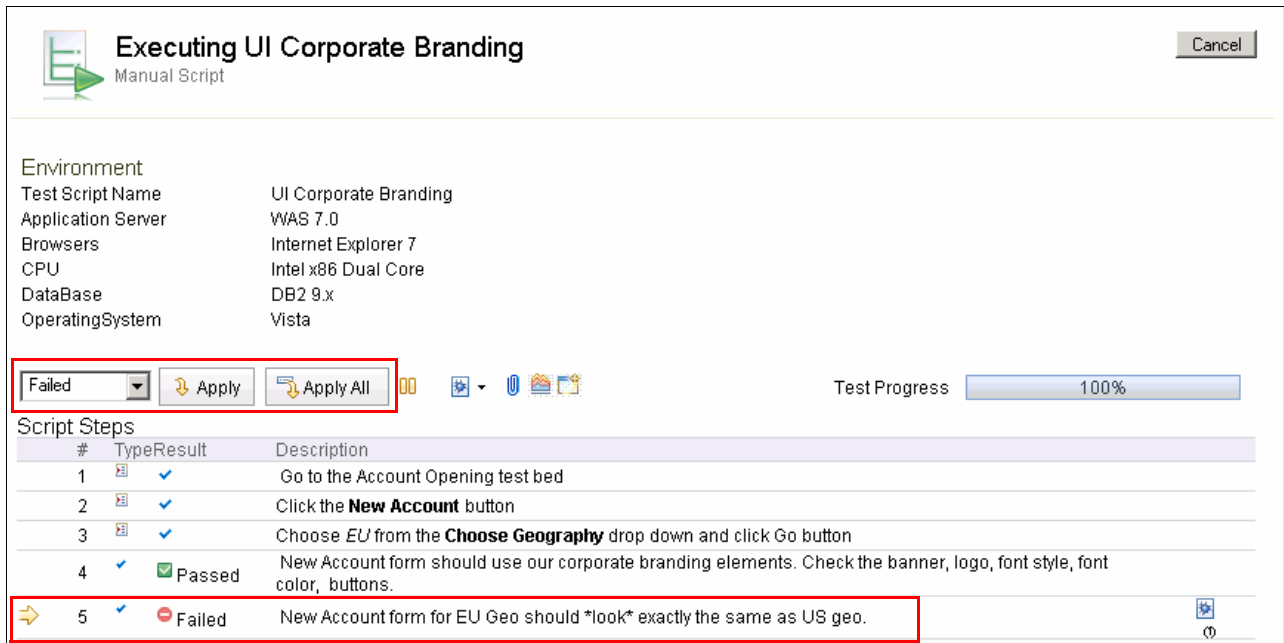 Executing UI Corporate Branding
Cancel
Manual Script
Environment
Test Script Name UI Corporate Branding
Application Server WAS 7.0
Browsers Internet Explorer 7
CPU Intel x86 Dual Core
DataBase DB2 9.x
OperatingSystem Vista
Failed Apply Apply All Test Progress 100%
Script Steps
# Type Result Description
1 Go to the Account Opening test bed
2 Click the New Account button
3 Choose EU from the Choose Geography drop down and click Go button
4 Passed New Account form should use our corporate branding elements. Check the banner, logo, font style, font
color, buttons.
5 Failed New Account form for EU Geo should *look* exactly the same as US geo.
(1)